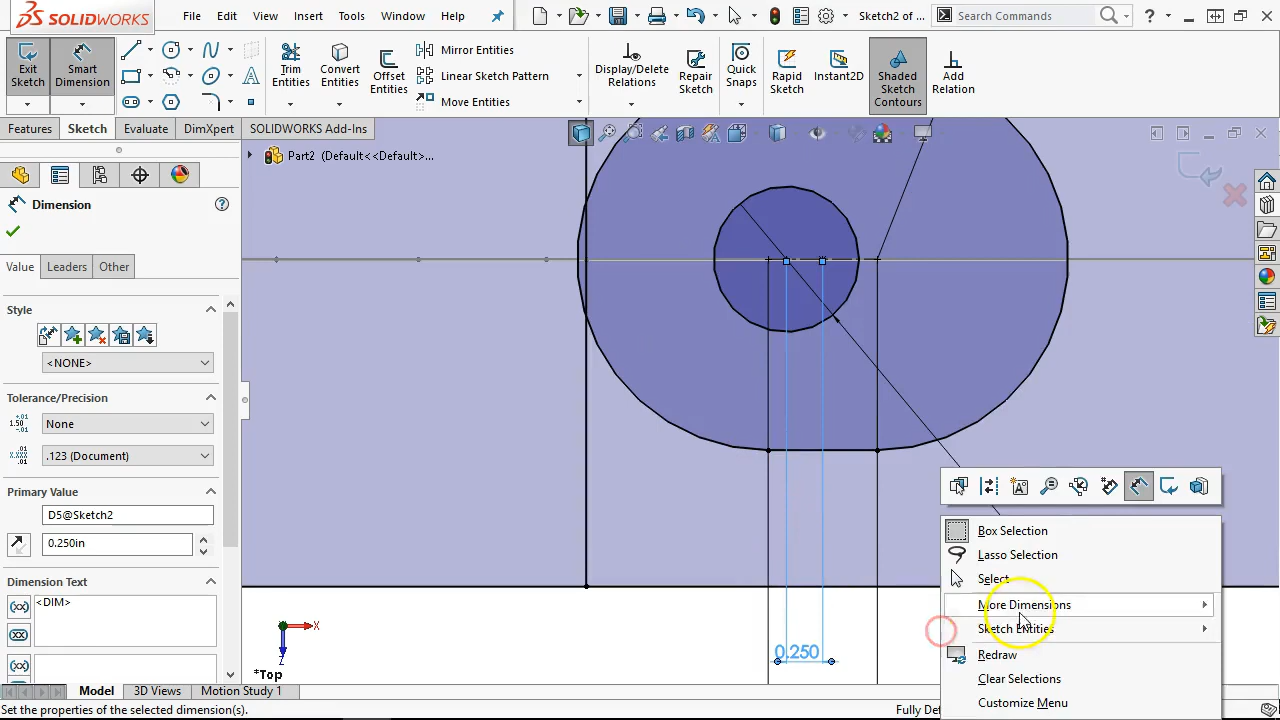 SOLIDWORKS
File
Edit
View
Insert
Tools
Window
Help
Sketch2 of ...
Search Commands
?
Exit Sketch
Smart Dimension
Trim Entities
Convert Entities
Offset Entities
Mirror Entities
Linear Sketch Pattern
Move Entities
Display/Delete Relations
Repair Sketch
Quick Snaps
Rapid Sketch
Instant2D
Shaded Sketch Contours
Add Relation
Features
Sketch
Evaluate
DimXpert
SOLIDWORKS Add-Ins
Part2 (Default<<Default>...
Dimension
?
Value
Leaders
Other
Style
<NONE>
Tolerance/Precision
None
.123 (Document)
Primary Value
D5@Sketch2
0.250in
Dimension Text
<DIM>
X
Z
*Top
0.250
Box Selection
Lasso Selection
Select
More Dimensions
Sketch Entities
Redraw
Clear Selections
Customize Menu
Model
3D Views
Motion Study 1
Set the properties of the selected dimension(s).
Fully De